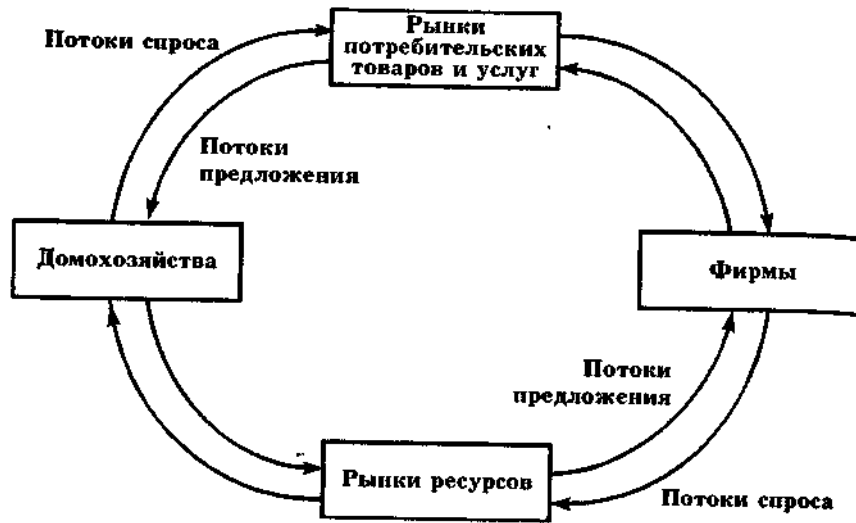 Потоки спроса
Рынки
потребительских
товаров и услуг
Потоки
предложения
Домохозяйства
Фирмы
Потоки
предложения
Рынки ресурсов
Потоки спроса